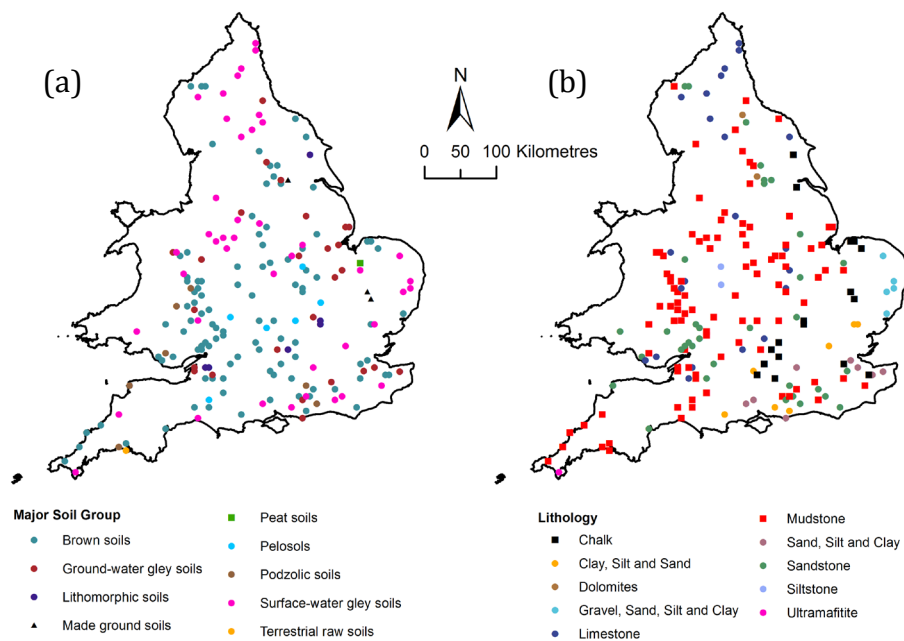 (a)
N
0 50 100 Kilometres
(b)
Major Soil Group
Brown soils
Ground-water gley soils
Lithomorphic soils
Made ground soils
Peat soils
Pelosols
Podzolic soils
Surface-water gley soils
Terrestrial raw soils
Lithology
Chalk
Clay, Silt and Sand
Dolomites
Gravel, Sand, Silt and Clay
Limestone
Mudstone
Sand, Silt and Clay
Sandstone
Siltstone
Ultramafitite